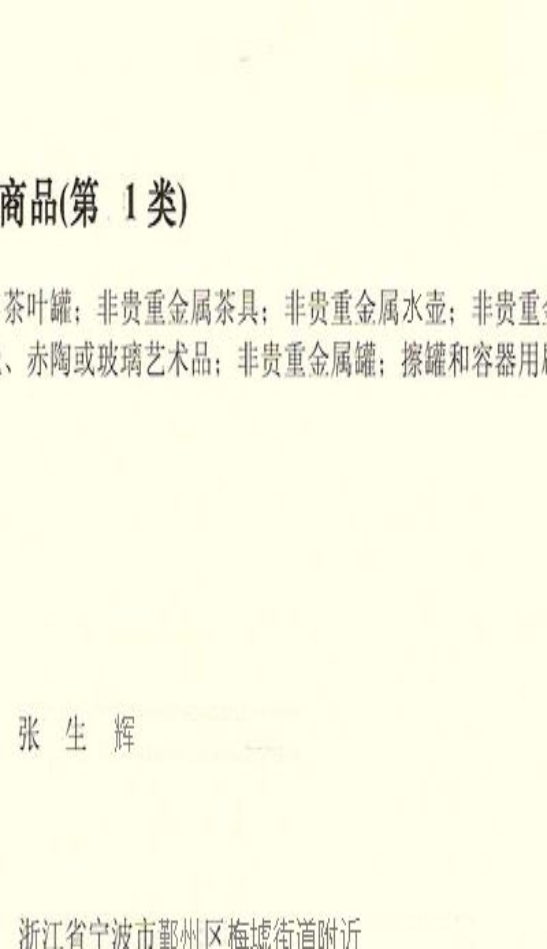 商品(第 1 类)
茶叶罐；非贵重金属茶具；非贵重金属水壶；非贵重
、赤陶或玻璃艺术品；非贵重金属罐；擦罐和容器用
张 生 辉
浙江省宁波市鄞州区梅墟街道附近